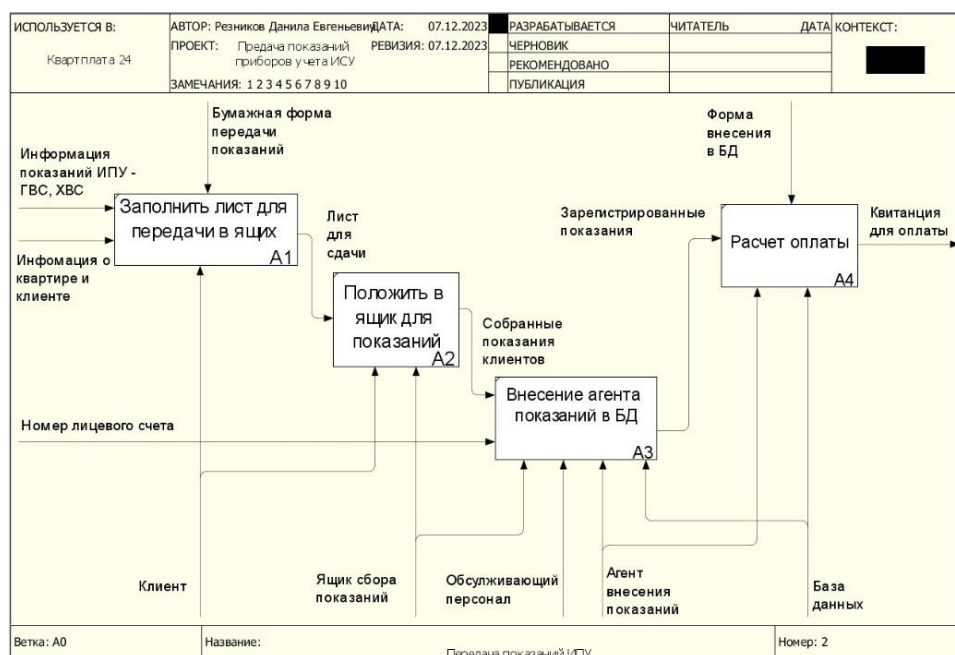 ИСПОЛЬЗУЕТСЯ В:
Квартплата 24
АВТОР: Резников Данила Евгеньевич
ДАТА: 07.12.2023
ПРОЕКТ: Предача показаний
приборов учета ИСУ
РЕВИЗИЯ: 07.12.2023
ЗАМЕЧАНИЯ: 1 2 3 4 5 6 7 8 9 10
РАЗРАБАТЫВАЕТСЯ
ЧЕРНОВИК
РЕКОМЕНДОВАНО
ПУБЛИКАЦИЯ
ЧИТАТЕЛЬ
ДАТА
КОНТЕКСТ:
Бумажная форма
передачи
показаний
Форма
внесения
в БД
Информация
показаний ИПУ -
ГВС, ХВС
Заполнить лист для
передачи в ящих
A1
Инфомация о
квартире и
клиенте
Лист
для
сдачи
Зарегистрированные
показания
Расчет оплаты
A4
Квитанция
для оплаты
Положить в
ящик для
показаний
A2
Собранные
показания
клиентов
Внесение агента
показаний в БД
A3
Номер лицевого счета
Клиент
Ящик сбора
показаний
Обсулживающий
персонал
Агент
внесения
показаний
База
данных
Ветка: A0
Название:
Передача показаний ИПУ
Номер: 2